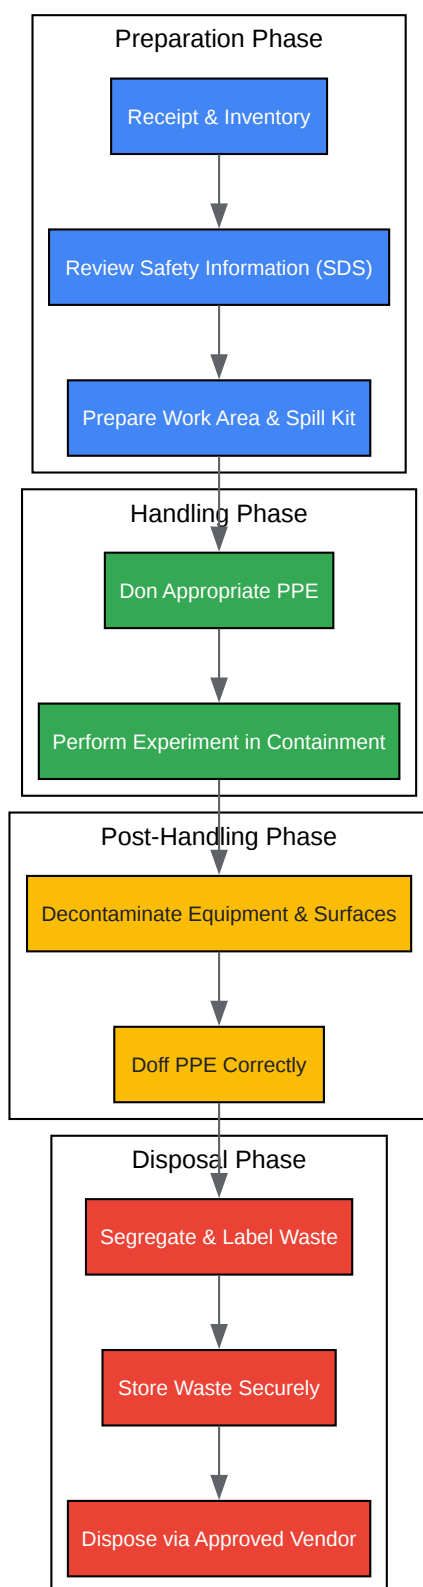 Preparation Phase
Receipt & Inventory
Review Safety Information (SDS)
Prepare Work Area & Spill Kit
Handling Phase
Don Appropriate PPE
Perform Experiment in Containment
Post-Handling Phase
Decontaminate Equipment & Surfaces
Doff PPE Correctly
Disposal Phase
Segregate & Label Waste
Store Waste Securely
Dispose via Approved Vendor